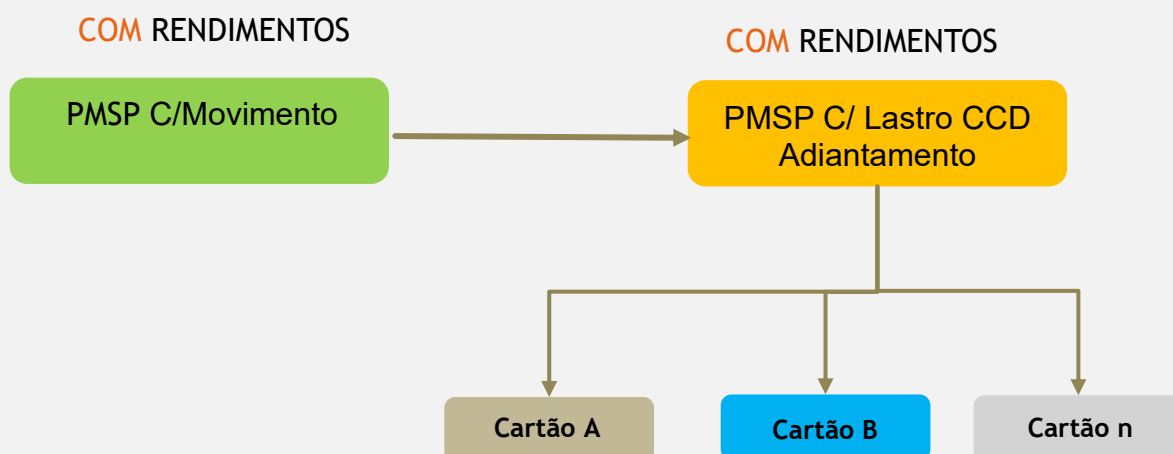 COM RENDIMENTOS
COM RENDIMENTOS
PMSP C/Movimento
PMSP C/ Lastro CCD
Adiantamento
Cartão A
Cartão B
Cartão n